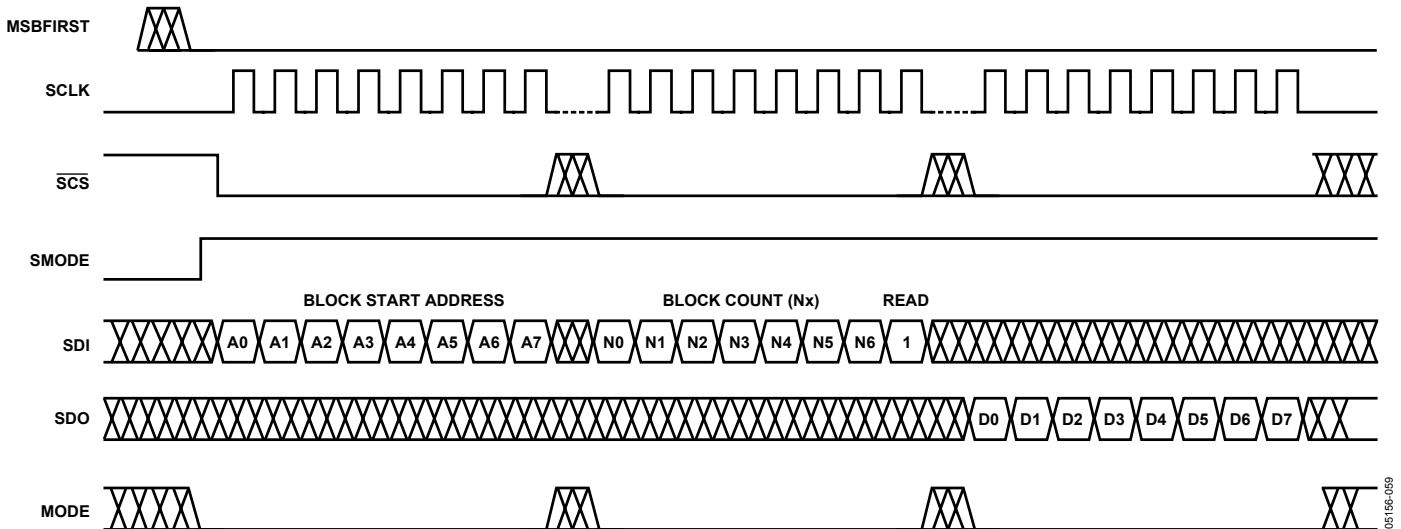 MSBFIRST
SCLK
SCS
SMODE
BLOCK START ADDRESS BLOCK COUNT (Nx) READ
SDI A0 A1 A2 A3 A4 A5 A6 A7 N0 N1 N2 N3 N4 N5 N6 1
SDO D0 D1 D2 D3 D4 D5 D6 D7
MODE
05156-059